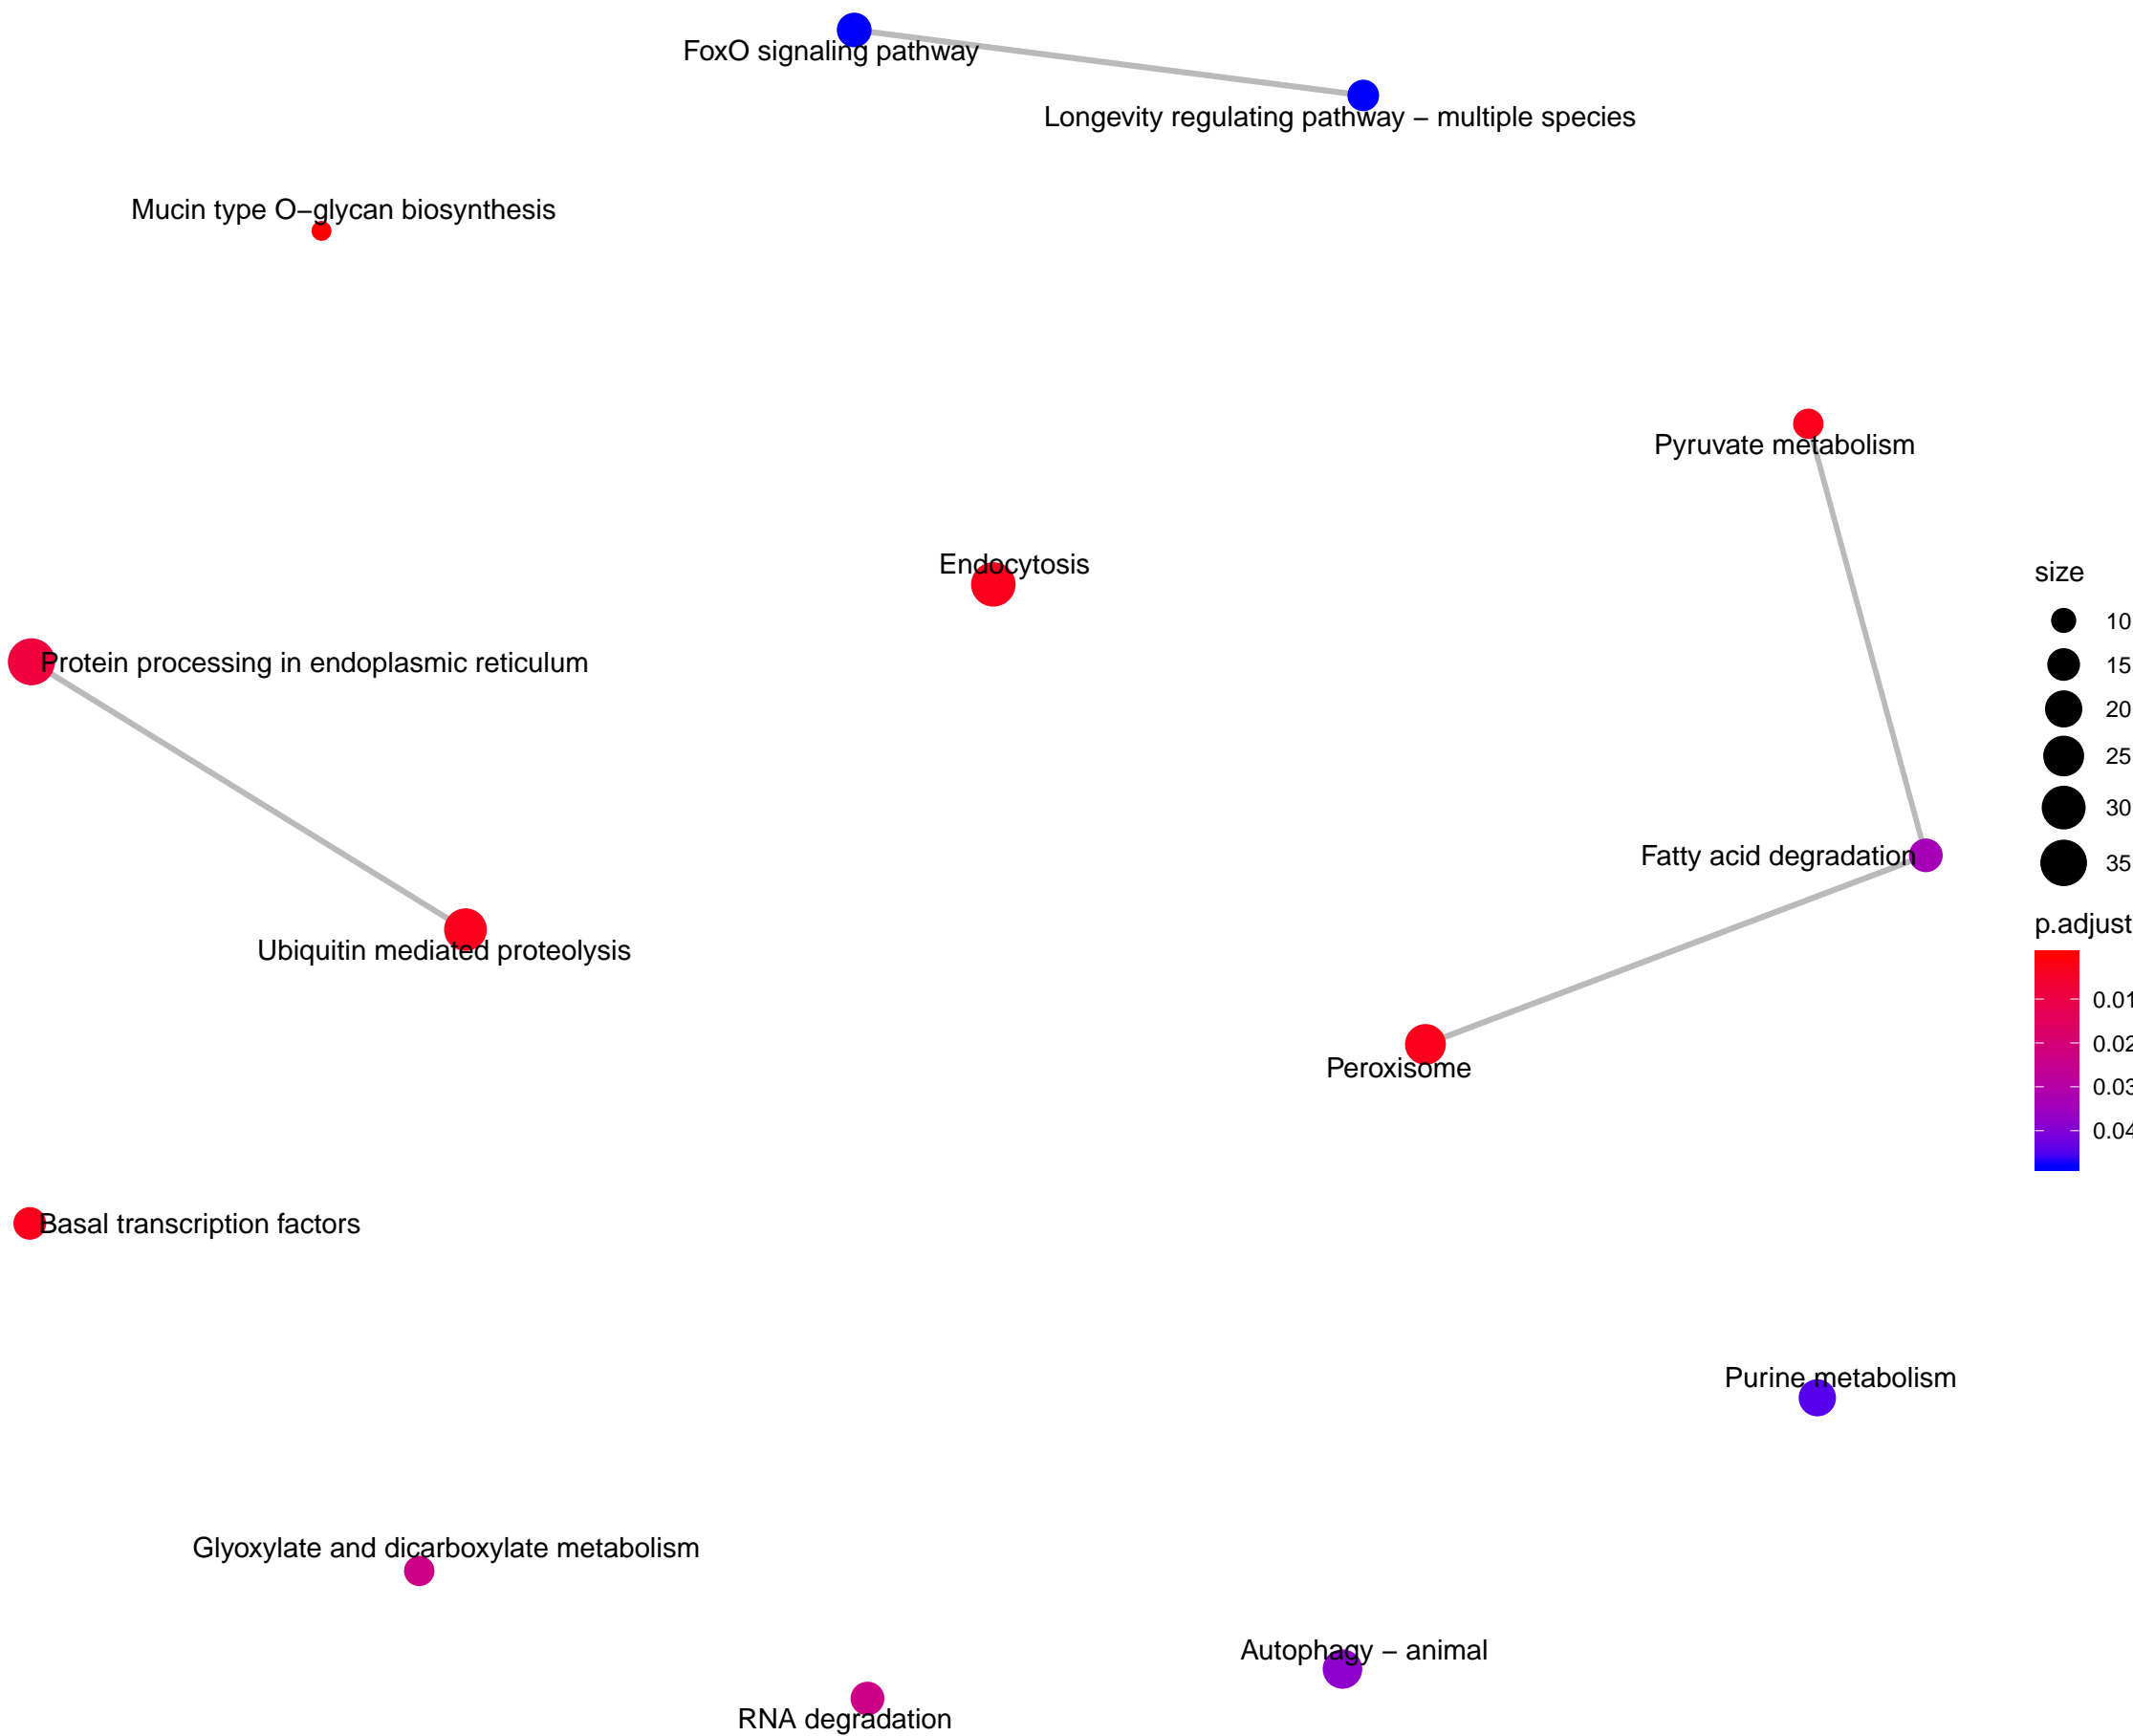 FoxO signaling pathway
Longevity regulating pathway – multiple species
Mucin type O–glycan biosynthesis
Pyruvate metabolism
Endocytosis
Protein processing in endoplasmic reticulum
Fatty acid degradation
Ubiquitin mediated proteolysis
Peroxisome
Basal transcription factors
Purine metabolism
Glyoxylate and dicarboxylate metabolism
Autophagy – animal
RNA degradation
size
10
15
20
25
30
35
p.adjust
0.01
0.02
0.03
0.04